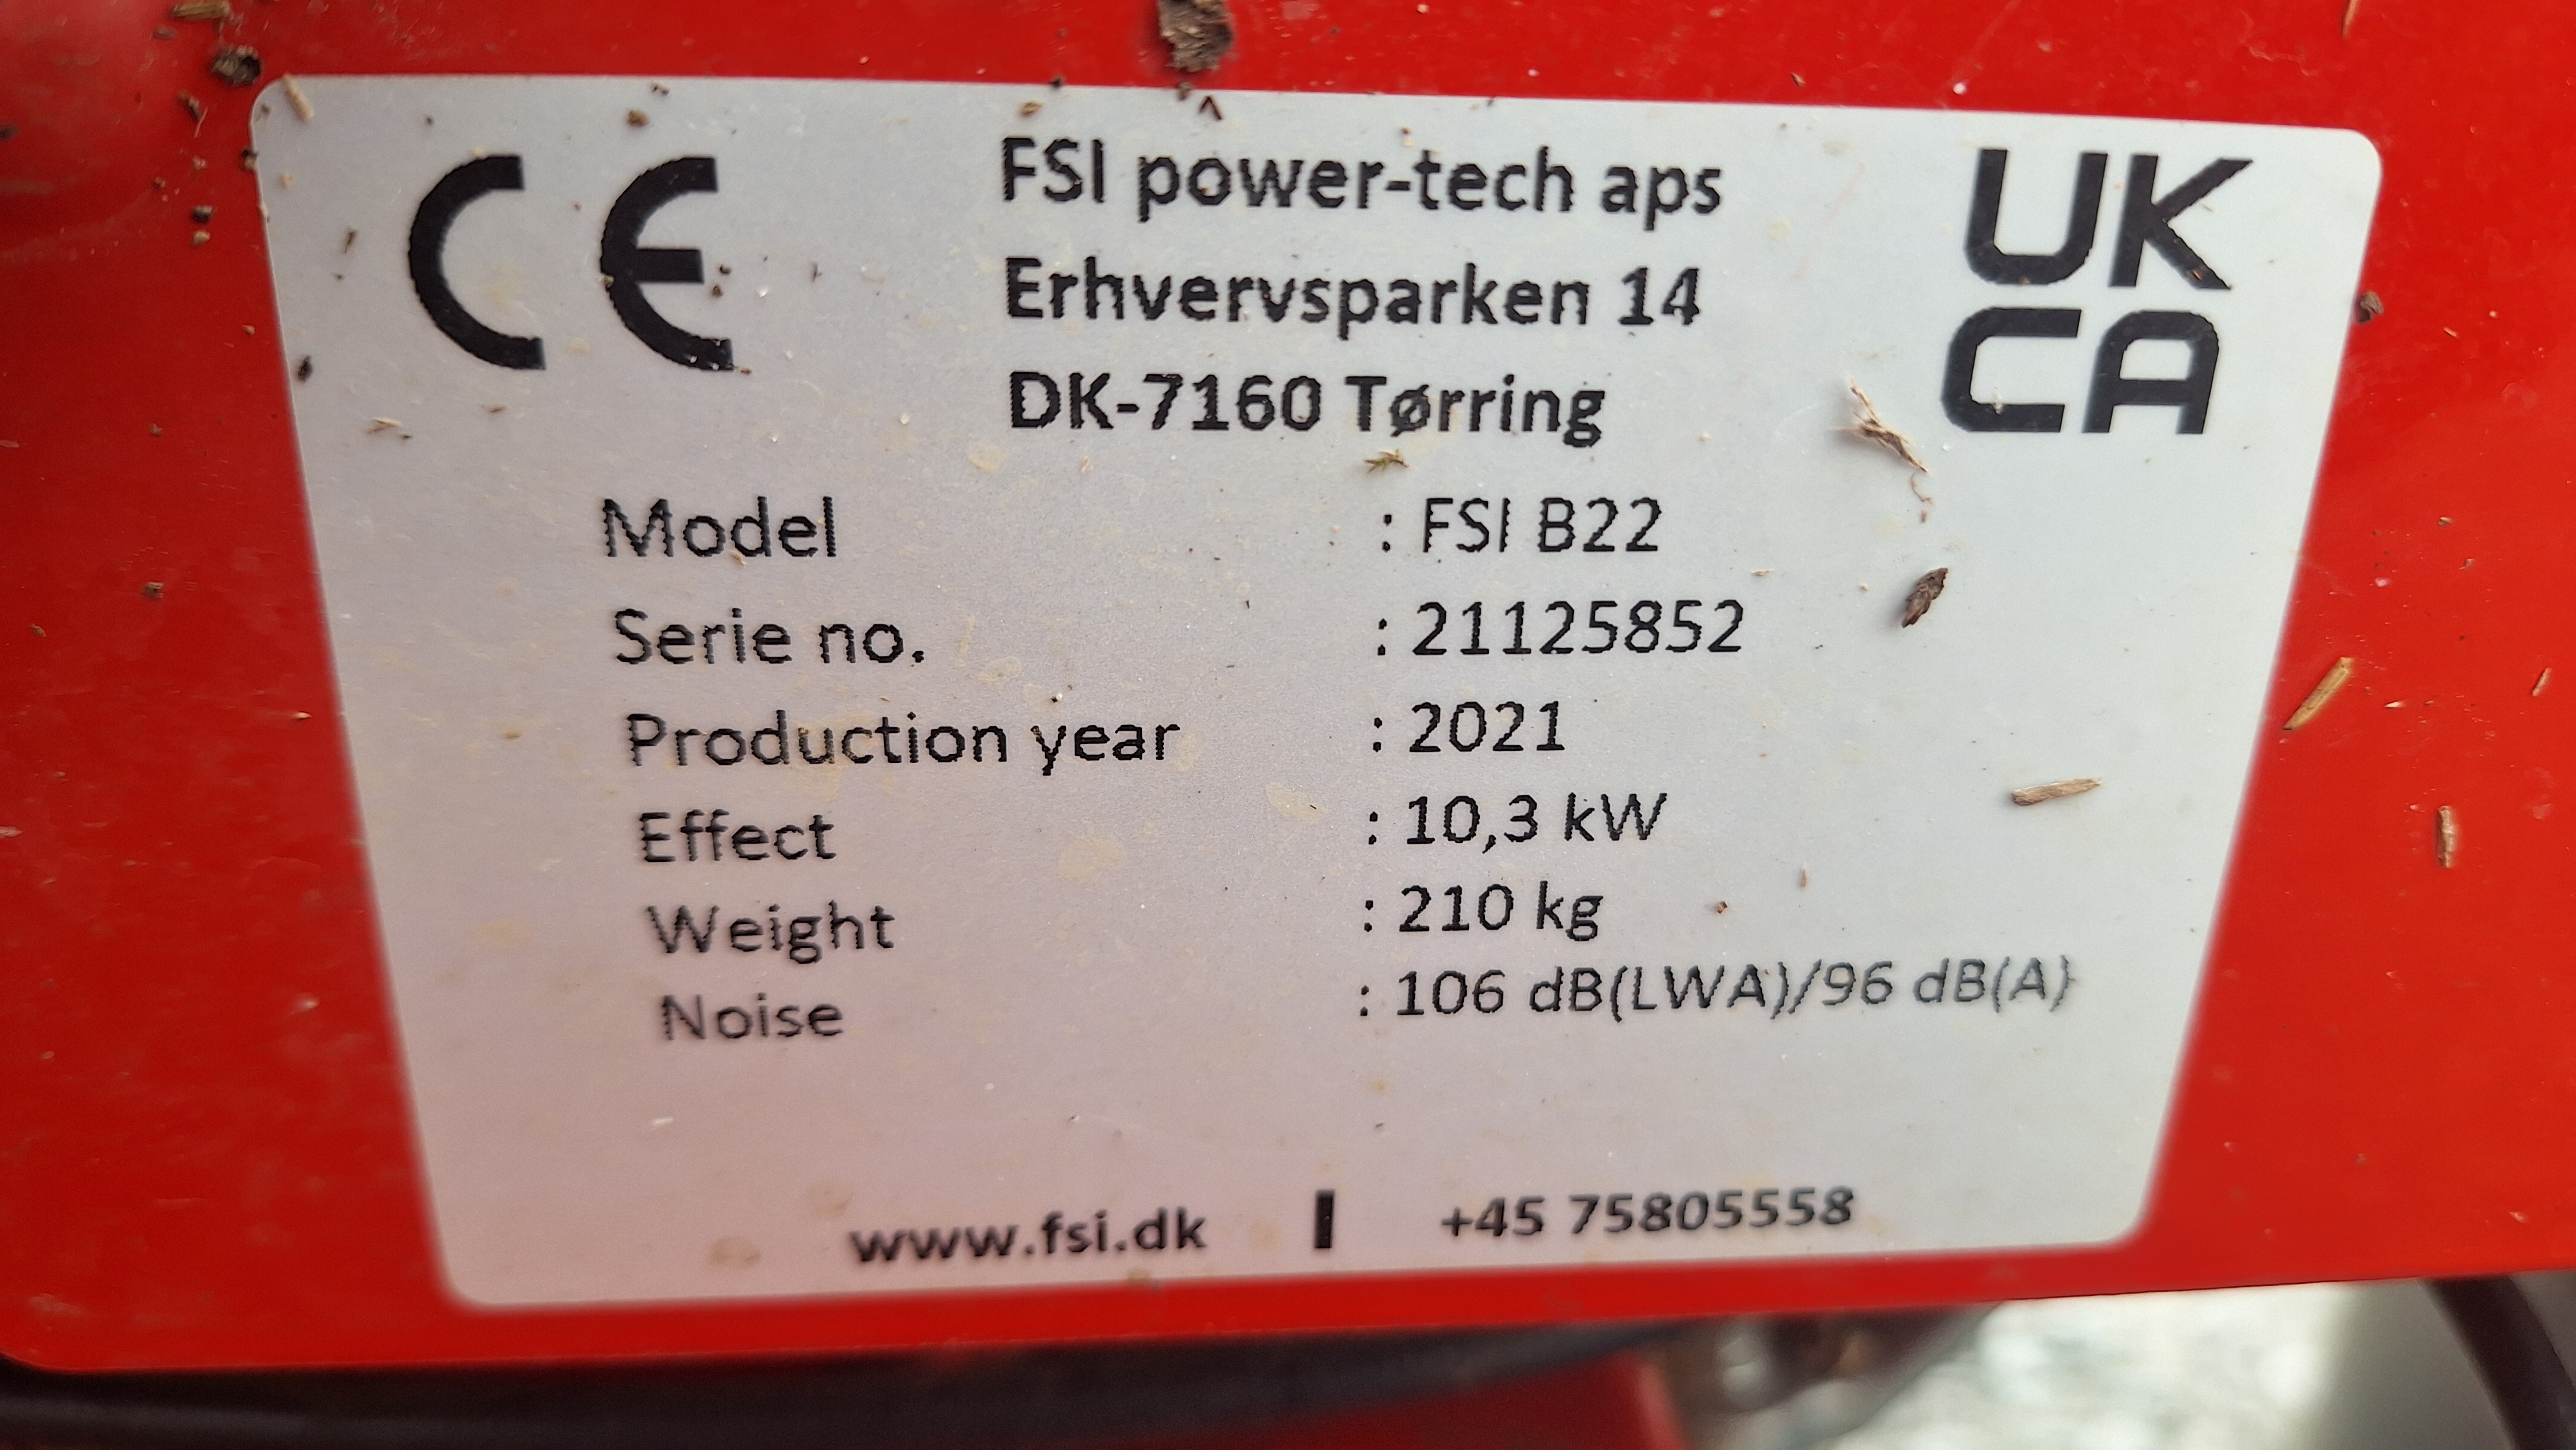 CE
FSI power-tech aps
Erhvervsparken 14
DK-7160 Tørring
UK
CA
Model : FSI B22
Serie no. : 21125852
Production year : 2021
Effect : 10,3 kW
Weight : 210 kg
Noise : 106 dB(LWA)/96 dB(A)
www.fsi.dk | +45 75805558